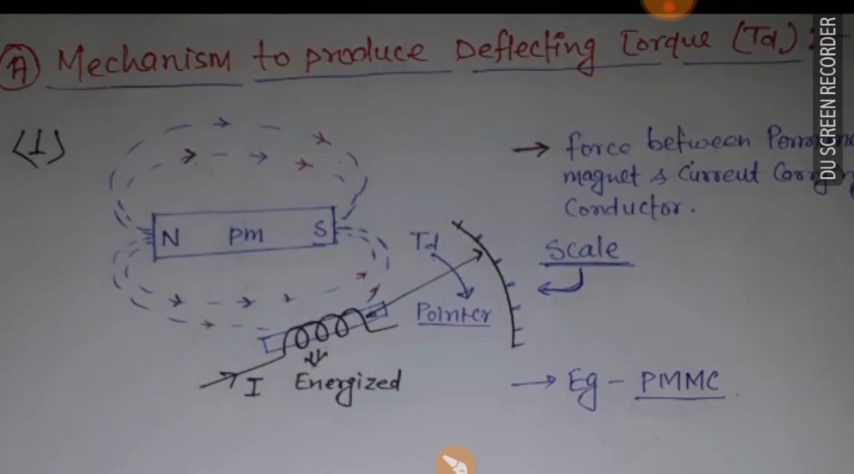 (A) Mechanism to produce Deflecting Torque (Td) :-
(1)
→ force between
magnet & Current
Conductor.
N PM S
Td
Scale
Pointer
I Energized
→ Eg - PMMC
DU SCREEN RECORDER